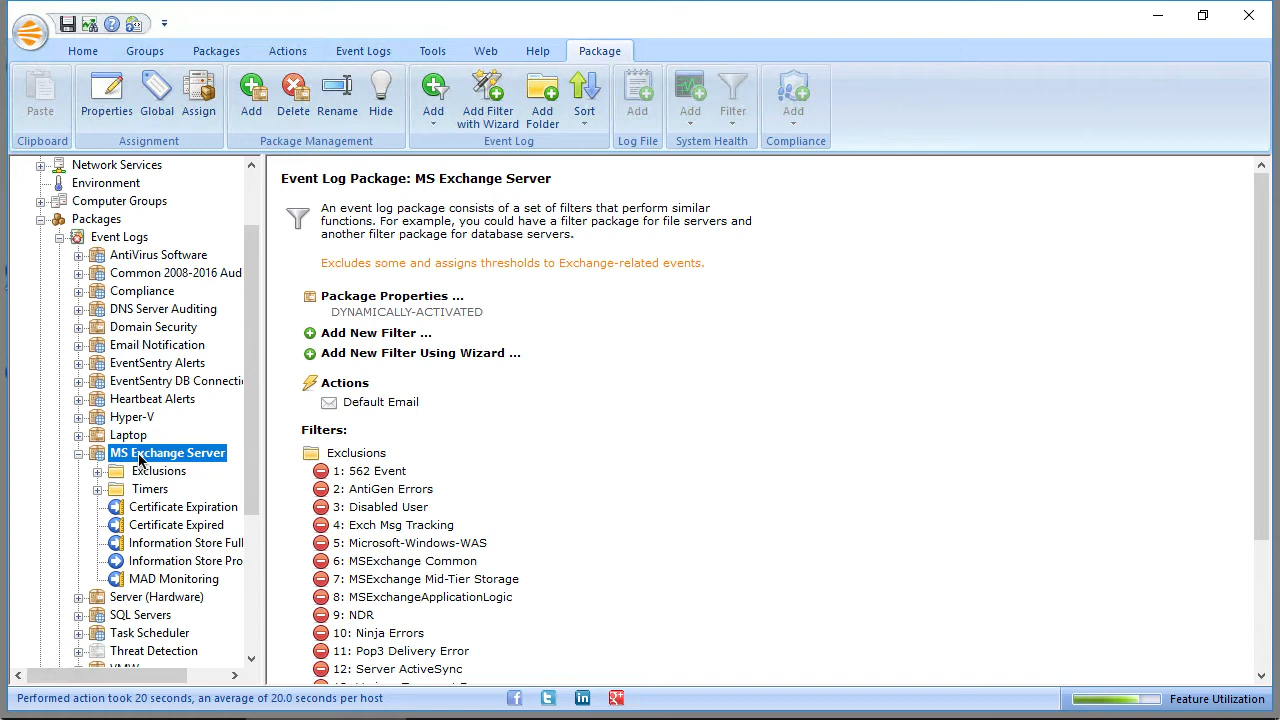 Home Groups Packages Actions Event Logs Tools Web Help Package
Paste Properties Global Assign Add Delete Rename Hide Add Add Filter with Wizard Add Folder Sort Add Add Filter Add
Clipboard Assignment Package Management Event Log Log File System Health Compliance
Network Services
Environment
Computer Groups
Packages
Event Logs
AntiVirus Software
Common 2008-2016 Aud
Compliance
DNS Server Auditing
Domain Security
Email Notification
EventSentry Alerts
EventSentry DB Connecti
Heartbeat Alerts
Hyper-V
Laptop
MS Exchange Server
Exclusions
Timers
Certificate Expiration
Certificate Expired
Information Store Full
Information Store Pro
MAD Monitoring
Server (Hardware)
SQL Servers
Task Scheduler
Threat Detection
Event Log Package: MS Exchange Server
An event log package consists of a set of filters that perform similar
functions. For example, you could have a filter package for file servers and
another filter package for database servers.
Excludes some and assigns thresholds to Exchange-related events.
Package Properties ...
DYNAMICALLY-ACTIVATED
Add New Filter ...
Add New Filter Using Wizard ...
Actions
Default Email
Filters:
Exclusions
1: 562 Event
2: AntiGen Errors
3: Disabled User
4: Exch Msg Tracking
5: Microsoft-Windows-WAS
6: MSExchange Common
7: MSExchange Mid-Tier Storage
8: MSExchangeApplicationLogic
9: NDR
10: Ninja Errors
11: Pop3 Delivery Error
12: Server ActiveSync
Performed action took 20 seconds, an average of 20.0 seconds per host
Feature Utilization